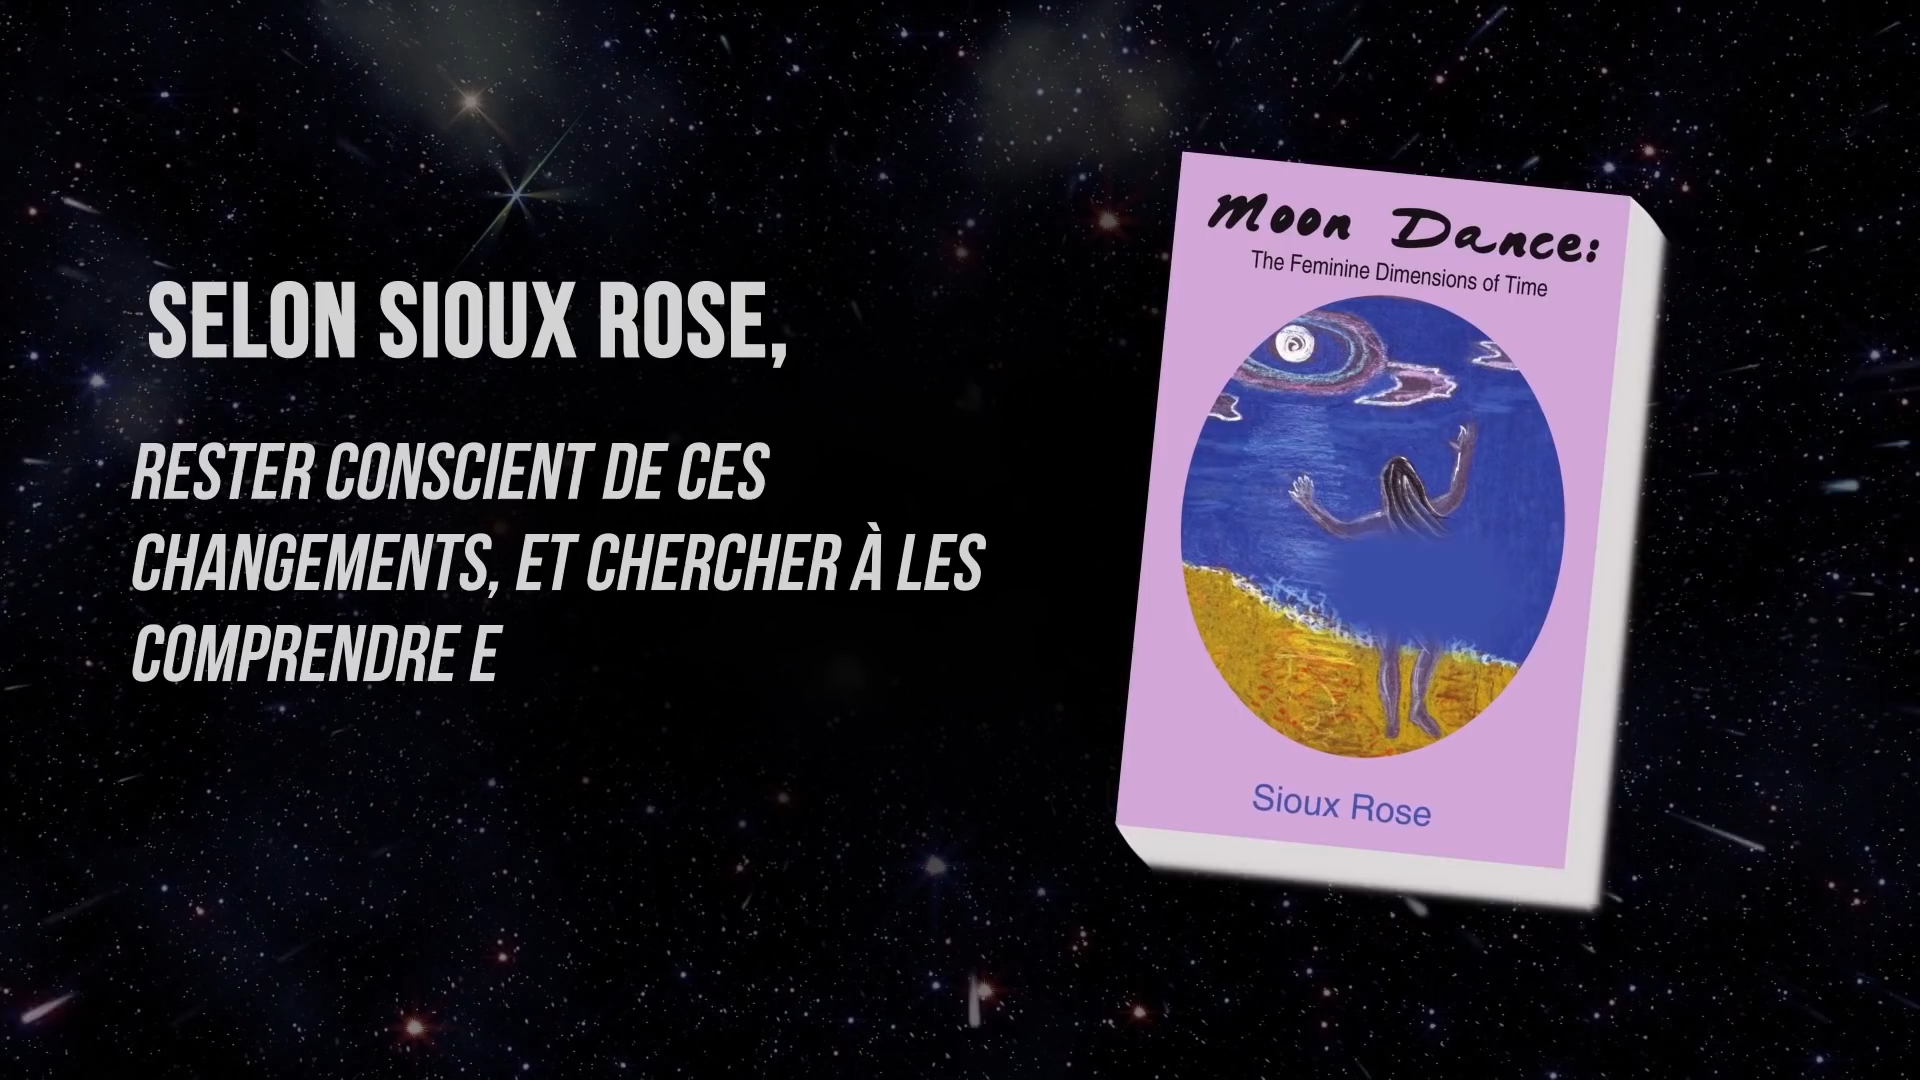 SELON SIOUX ROSE,
RESTER CONSCIENT DE CES
CHANGEMENTS, ET CHERCHER À LES
COMPRENDRE E
Moon Dance:
The Feminine Dimensions of Time
Sioux Rose